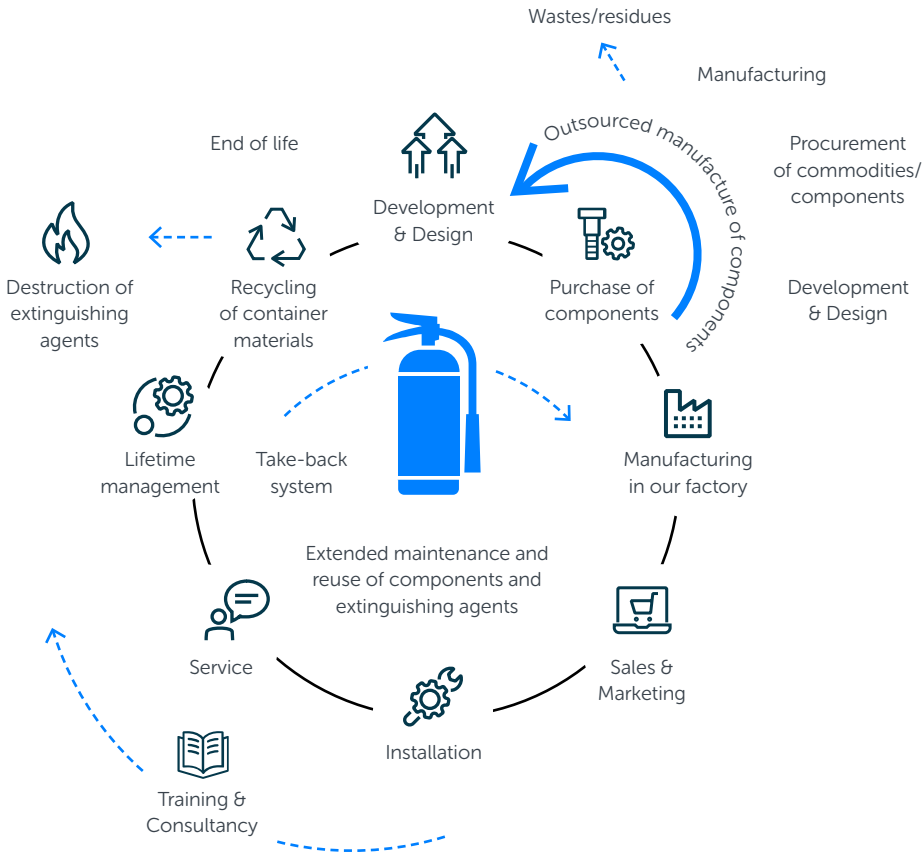 Wastes/residues
Manufacturing
Outsourced manufacture of components
End of life
Procurement
of commodities/
components
Development
& Design
Purchase of
components
Development
& Design
Destruction of
extinguishing
agents
Recycling
of container
materials
Lifetime
management
Take-back
system
Manufacturing
in our factory
Extended maintenance and
reuse of components and
extinguishing agents
Service
Sales &
Marketing
Installation
Training &
Consultancy